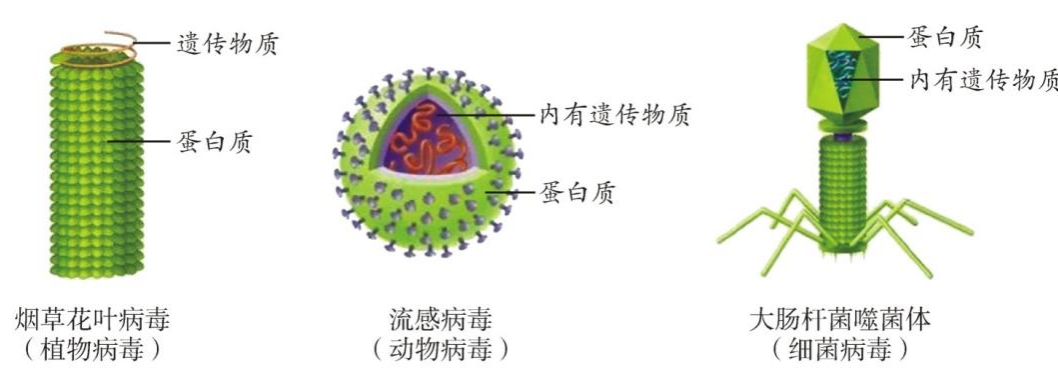 遗传物质
蛋白质
烟草花叶病毒
（植物病毒）
内有遗传物质
蛋白质
流感病毒
（动物病毒）
蛋白质
内有遗传物质
大肠杆菌噬菌体
（细菌病毒）